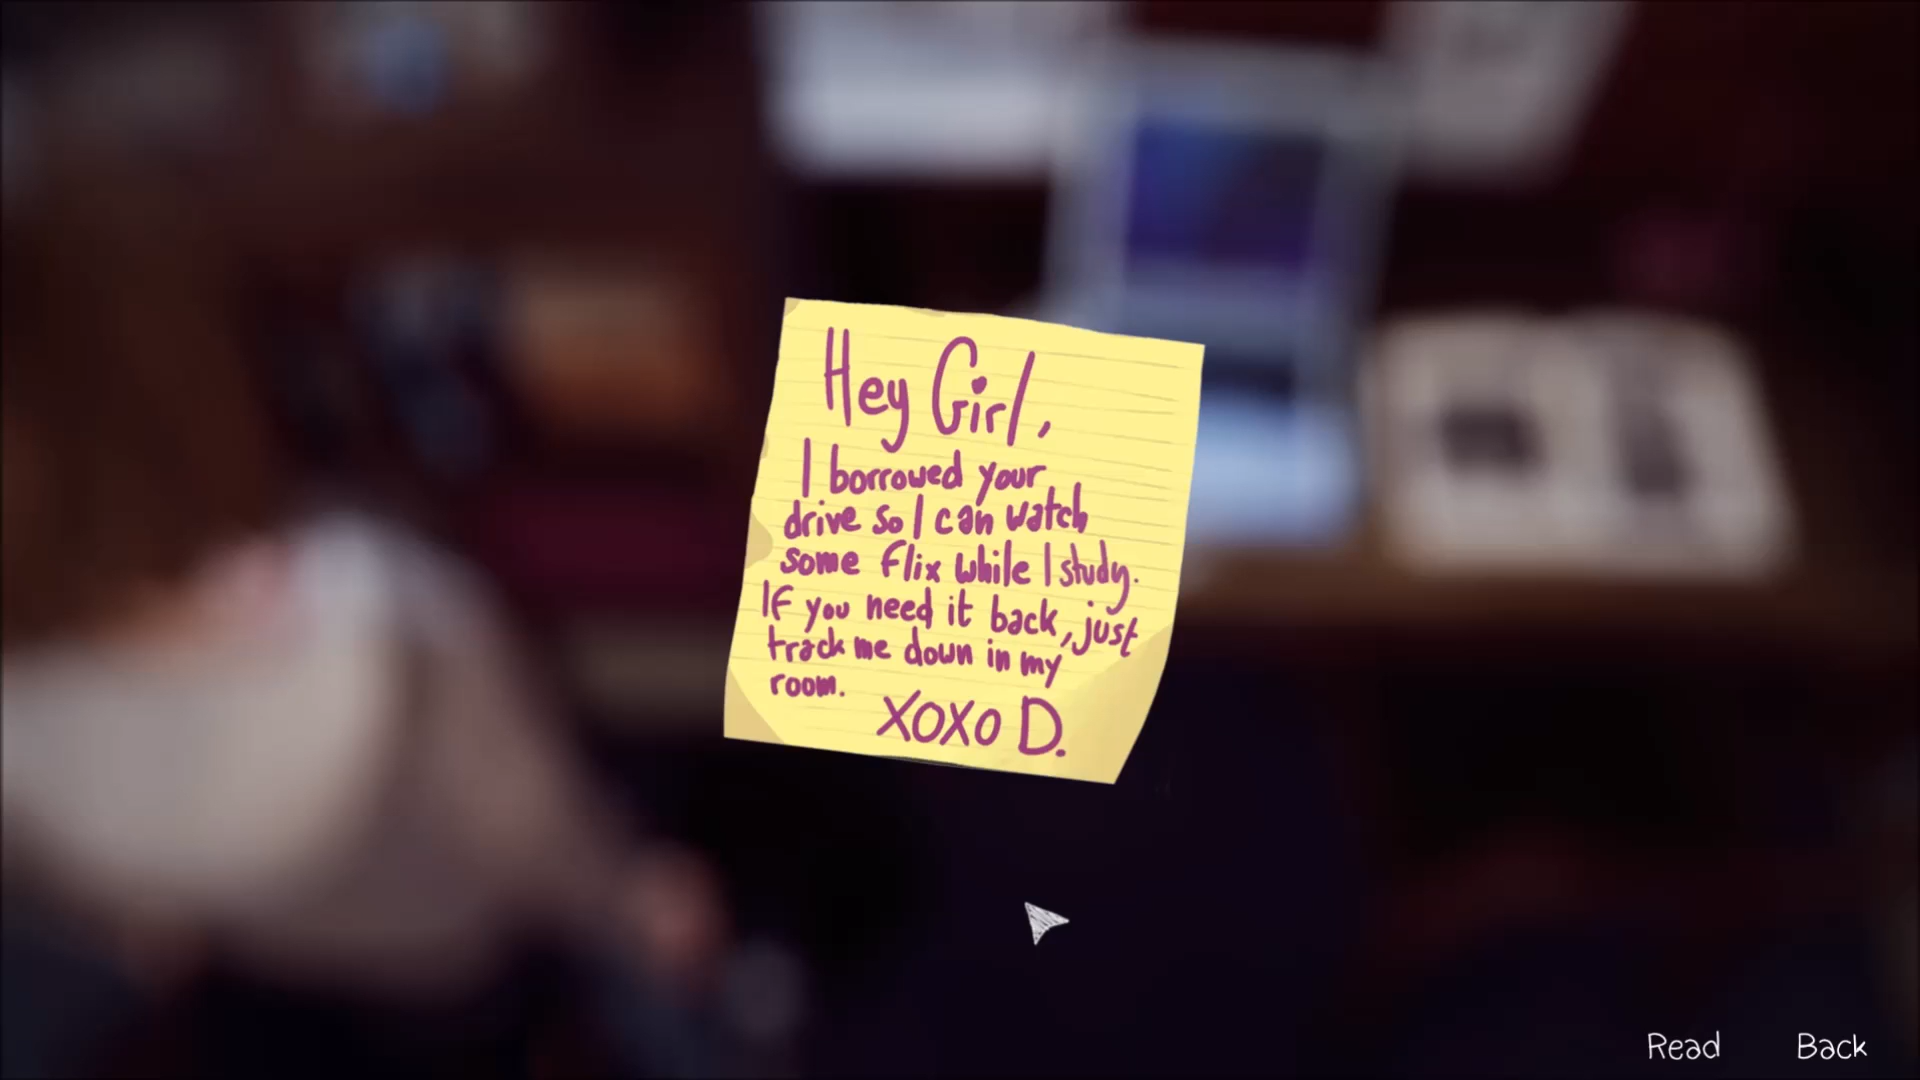 Hey Girl,
I borrowed your
drive so I can watch
some flix while I study.
If you need it back, just
track me down in my
room.
XOXO D.
Read Back